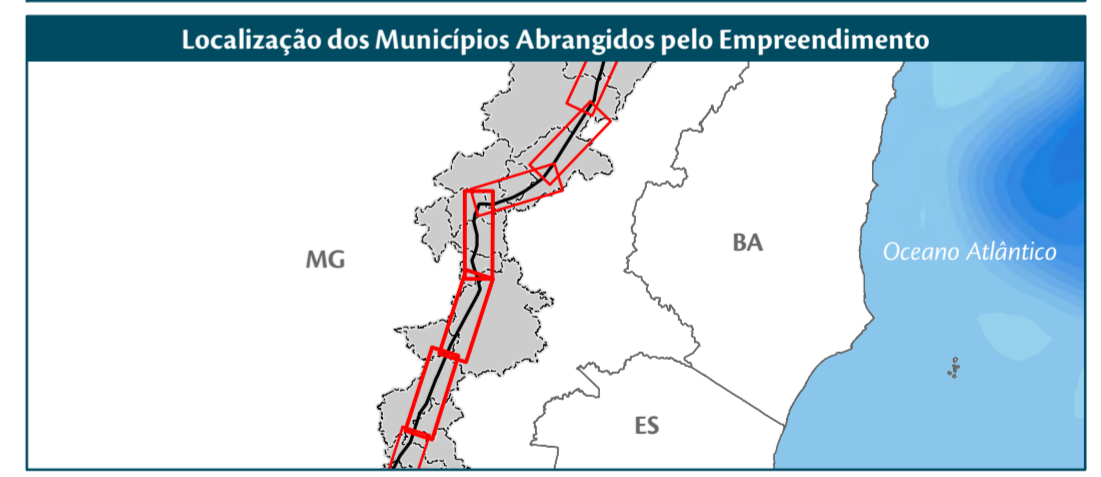 Localização dos Municípios Abrangidos pelo Empreendimento
MG
BA
Oceano Atlântico
ES